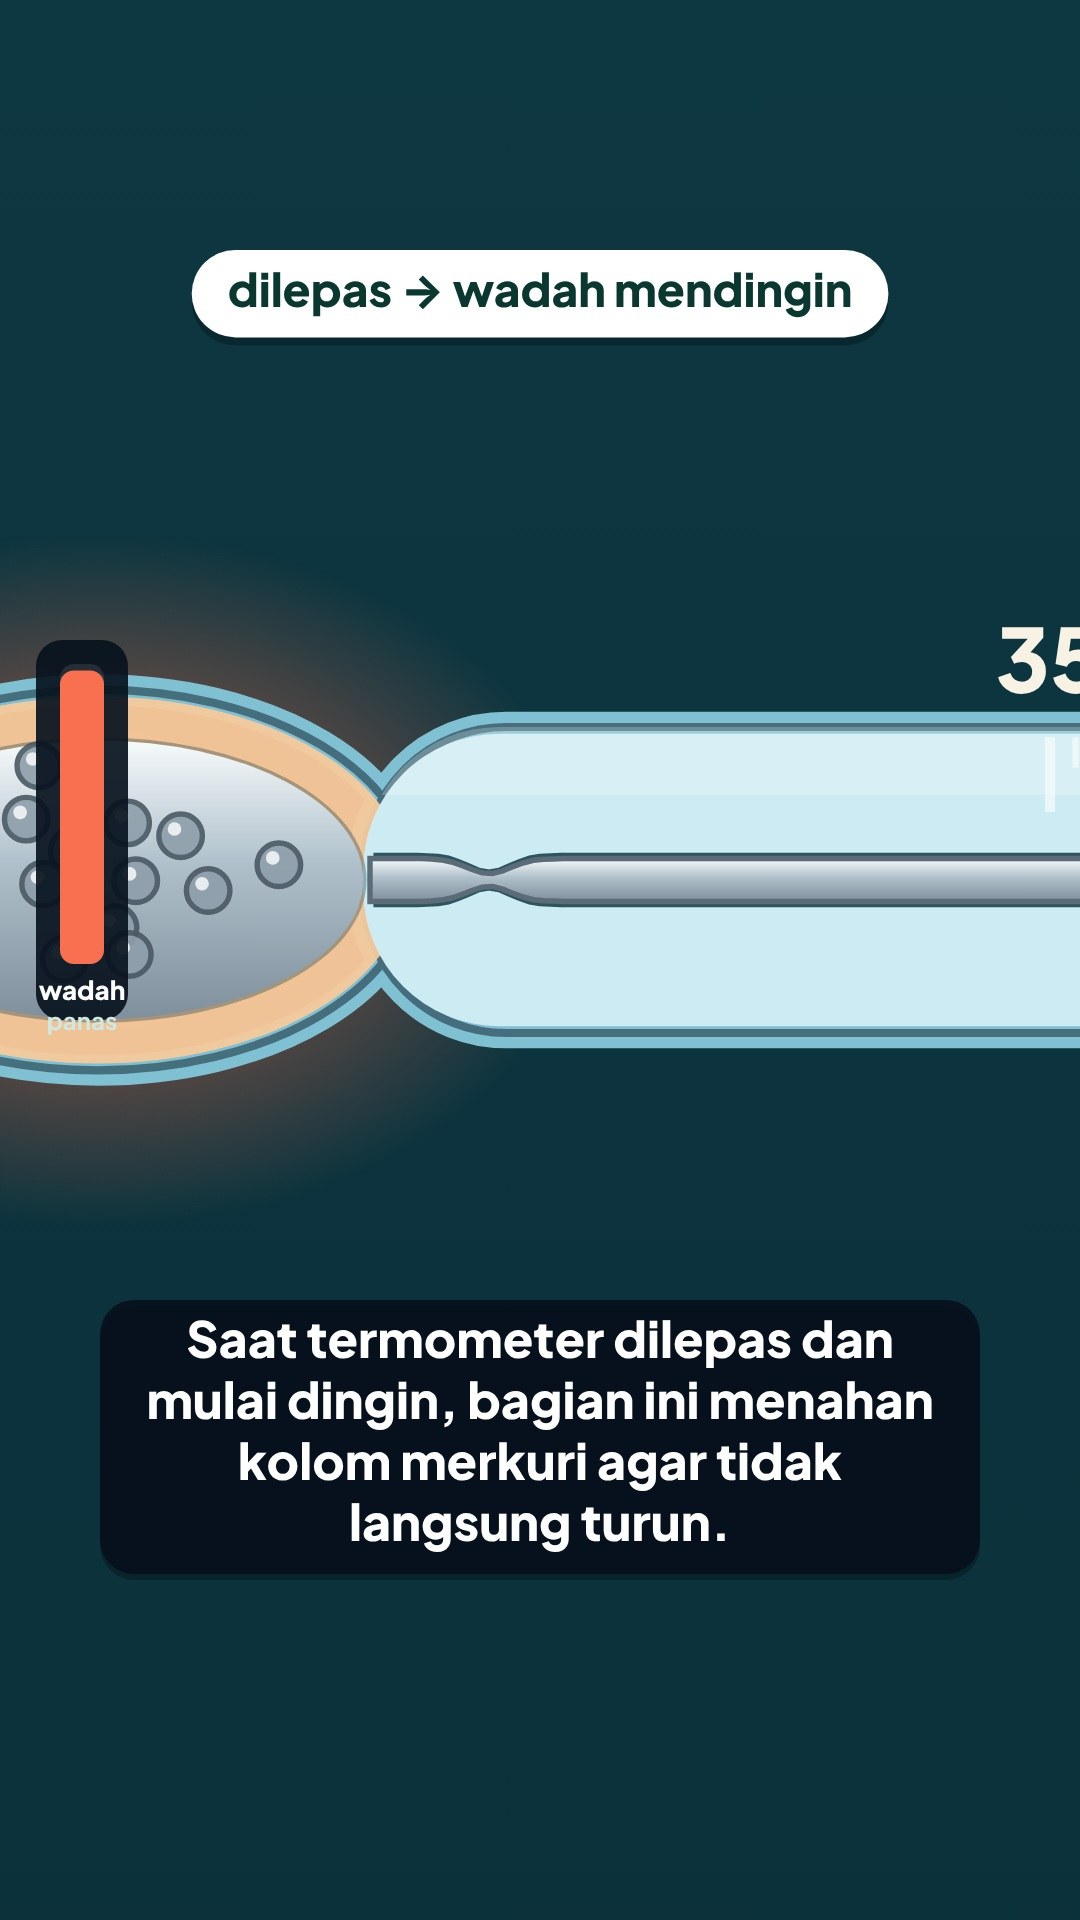 dilepas → wadah mendingin
35
wadah
panas
Saat termometer dilepas dan
mulai dingin, bagian ini menahan
kolom merkuri agar tidak
langsung turun.